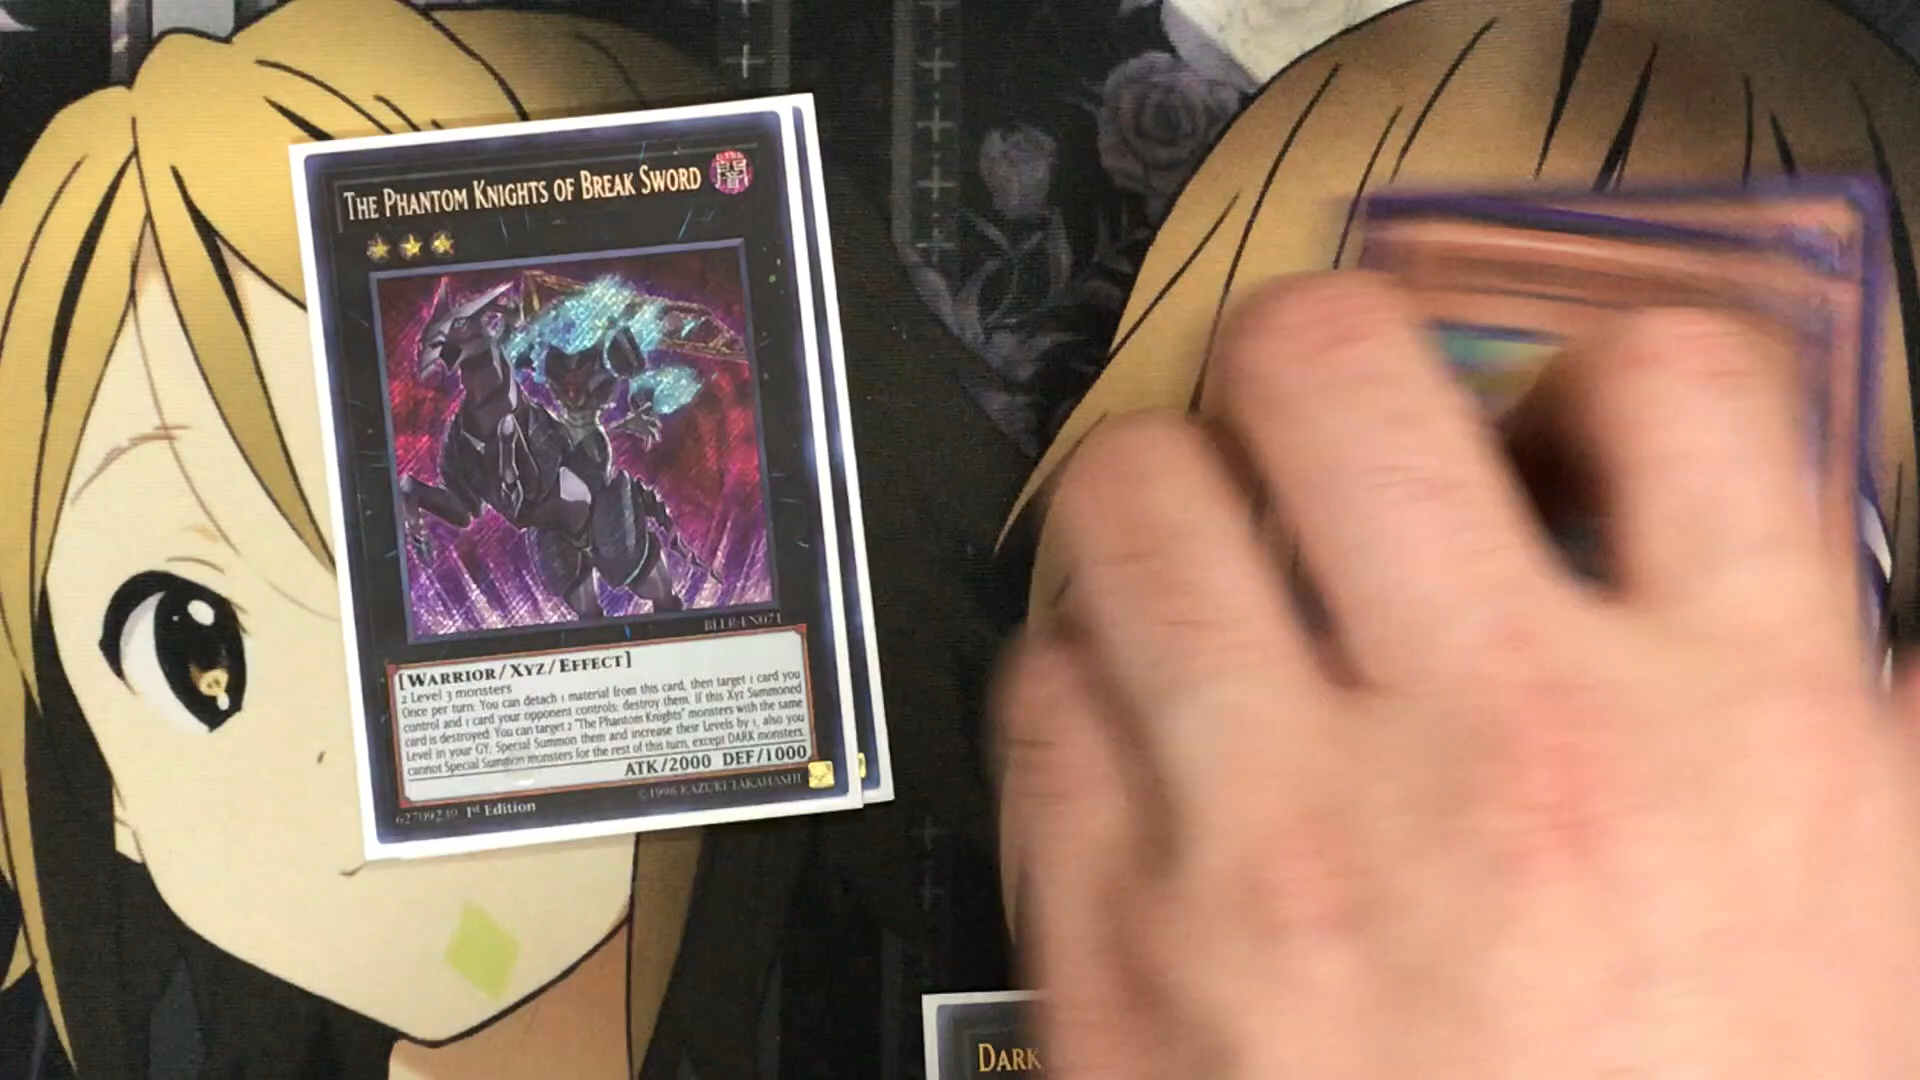 THE PHANTOM KNIGHTS OF BREAK SWORD
闇
BLLR-EN071
[WARRIOR/XYZ/EFFECT]
2 Level 3 monsters
Once per turn: You can detach 1 material from this card, then target 1 card you
control and 1 card your opponent controls; destroy them. If this Xyz Summoned
card is destroyed: You can target 2 "The Phantom Knights" monsters with the same
Level in your GY; Special Summon them and increase their Levels by 1, also you
cannot Special Summon monsters for the rest of this turn, except DARK monsters.
ATK/2000 DEF/1000
©1996 KAZUKI TAKAHASHI
62709239 1st Edition
DARK